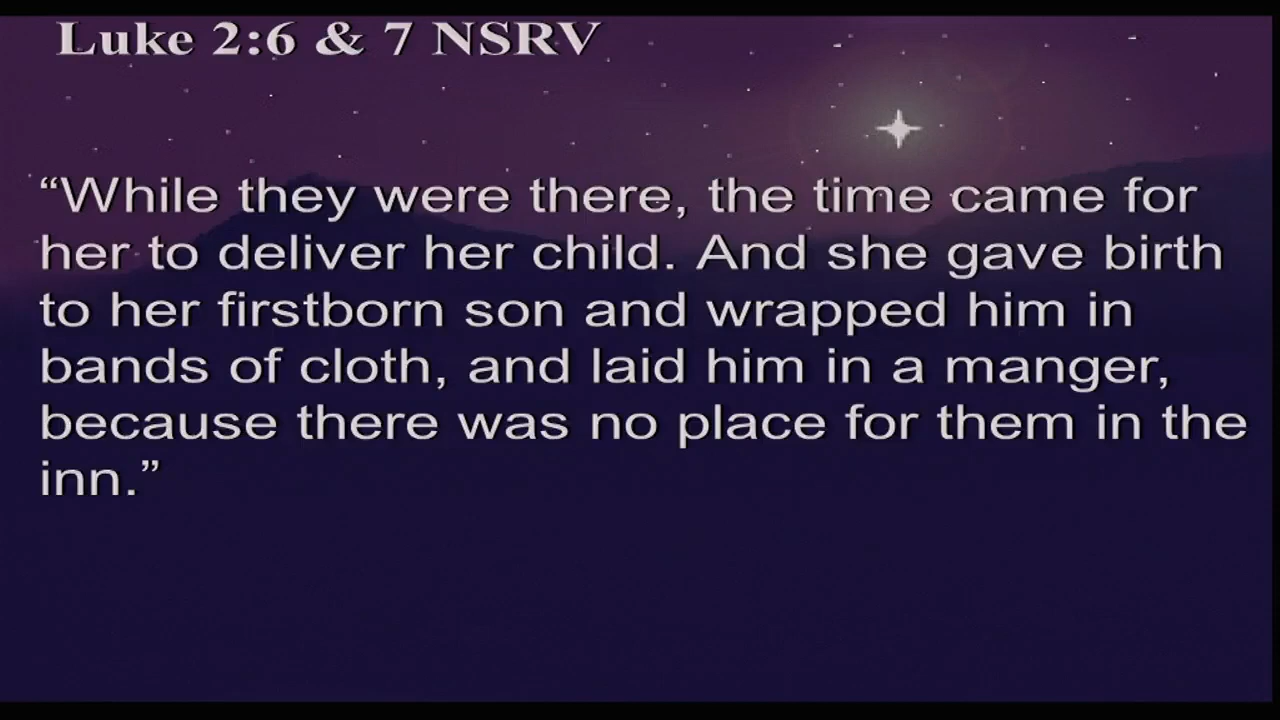 Luke 2:6 & 7 NSRV
“While they were there, the time came for
her to deliver her child. And she gave birth
to her firstborn son and wrapped him in
bands of cloth, and laid him in a manger,
because there was no place for them in the
inn.”